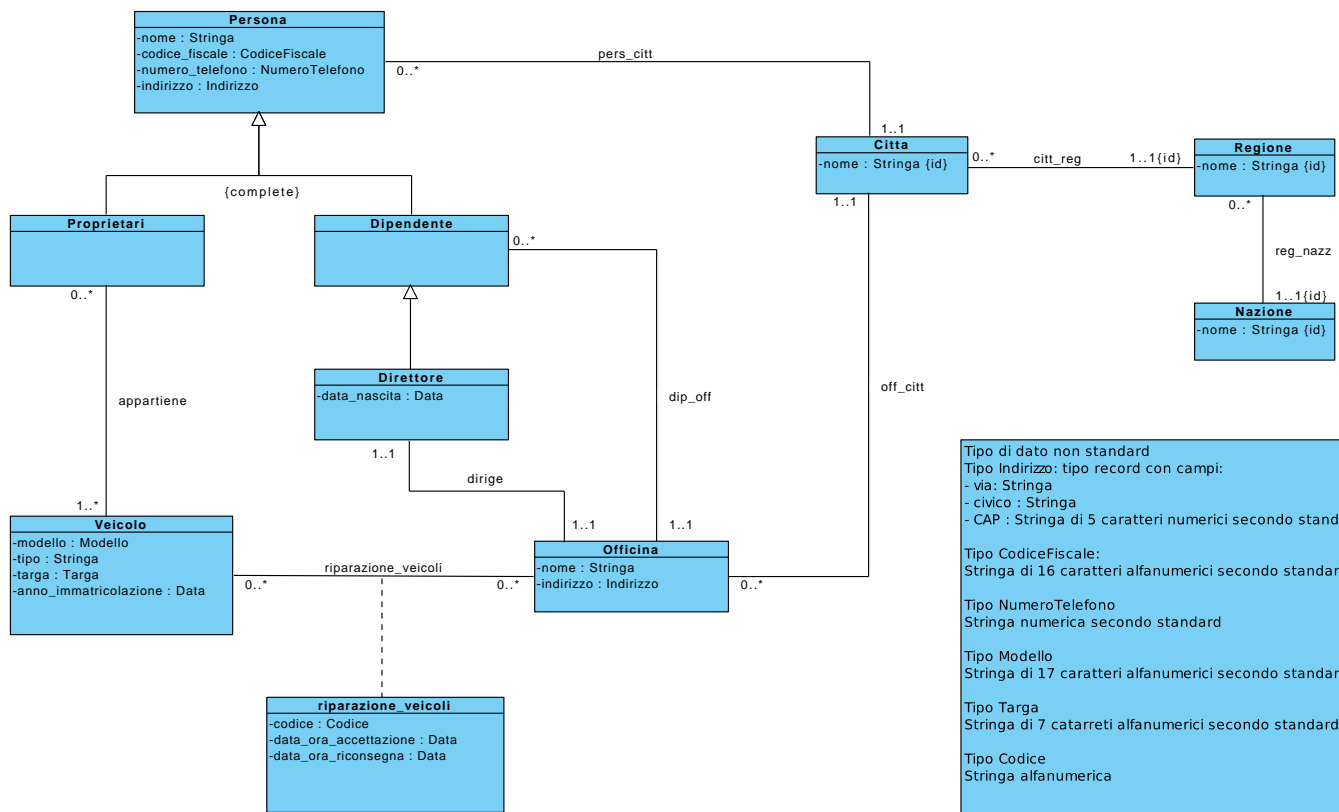 Persona
-nome : Stringa
-codice_fiscale : CodiceFiscale
-numero_telefono : NumeroTelefono
-indirizzo : Indirizzo
pers_citt
0..*
1..1
Citta
-nome : Stringa {id}
0..*
citt_reg
1..1{id}
Regione
-nome : Stringa {id}
{complete}
1..1
0..*
Proprietari
Dipendente
0..*
reg_nazz
0..*
1..1{id}
Nazione
-nome : Stringa {id}
Direttore
-data_nascita : Data
appartiene
dip_off
off_citt
1..1
dirige
1..*
1..1
1..1
Veicolo
-modello : Modello
-tipo : Stringa
-targa : Targa
-anno_immatricolazione : Data
riparazione_veicoli
0..*
0..*
Officina
-nome : Stringa
-indirizzo : Indirizzo
0..*
riparazione_veicoli
-codice : Codice
-data_ora_accettazione : Data
-data_ora_riconsegna : Data
Tipo di dato non standard
Tipo Indirizzo: tipo record con campi:
- via: Stringa
- civico : Stringa
- CAP : Stringa di 5 caratteri numerici secondo stand
Tipo CodiceFiscale:
Stringa di 16 caratteri alfanumerici secondo standar
Tipo NumeroTelefono
Stringa numerica secondo standard
Tipo Modello
Stringa di 17 caratteri alfanumerici secondo standar
Tipo Targa
Stringa di 7 catarreti alfanumerici secondo standard
Tipo Codice
Stringa alfanumerica